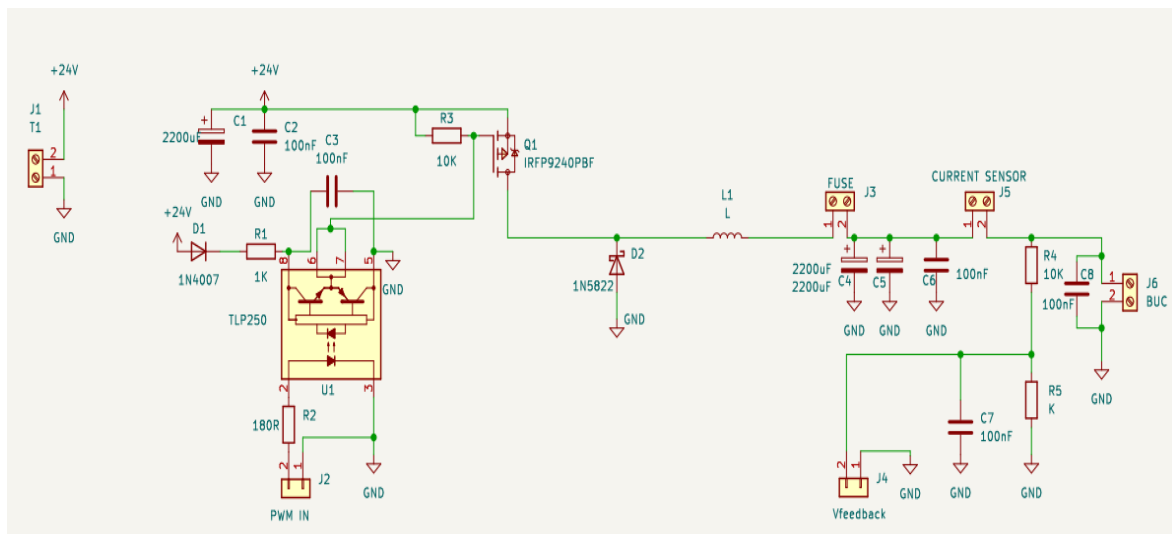 +24V
J1
T1
2
1
GND
+24V
2200uF
C1
C2
100nF
GND
GND
C3
100nF
R3
10K
Q1
IRFP9240PBF
+24V
D1
1N4007
R1
1K
8
6
7
5
GND
TLP250
U1
2
3
180R
R2
2
1
J2
GND
PWM IN
D2
1N5822
GND
L1
L
FUSE
J3
1
2
2200uF
2200uF
C4
C5
C6
100nF
GND
GND
GND
CURRENT SENSOR
J5
1
2
R4
10K
C8
100nF
1
2
J6
BUC
GND
R5
K
GND
C7
100nF
GND
2
1
J4
GND
Vfeedback